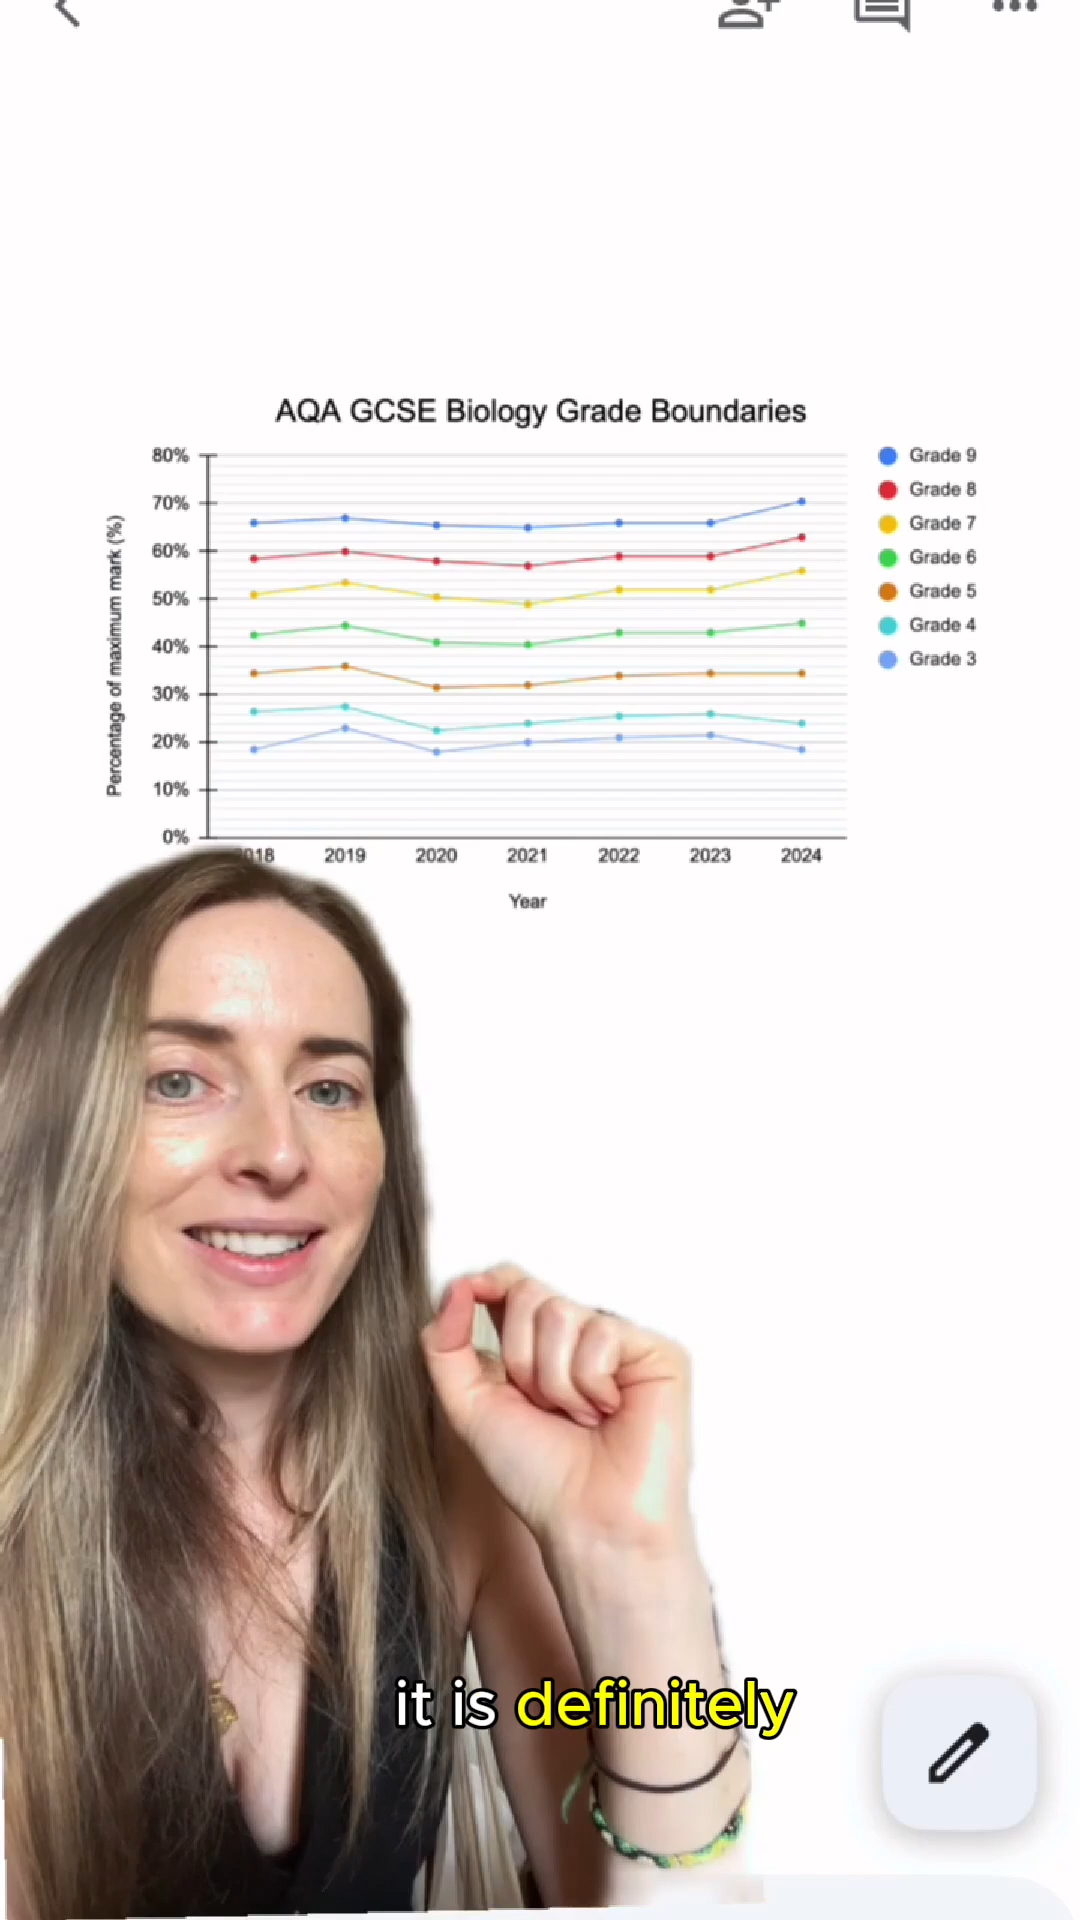 AQA GCSE Biology Grade Boundaries
Percentage of maximum mark (%)
80%
70%
60%
50%
40%
30%
20%
10%
0%
Grade 9
Grade 8
Grade 7
Grade 6
Grade 5
Grade 4
Grade 3
2019 2020 2021 2022 2023 2024
Year
it is definitely